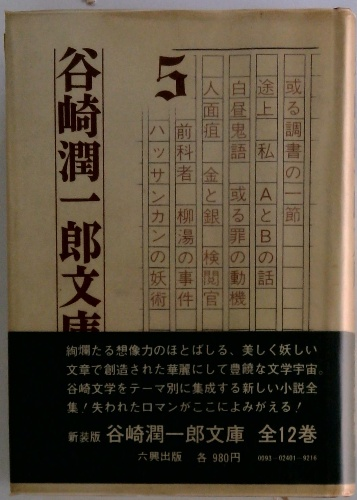 谷崎潤一郎文庫
5
或る調書の一節
途上 私 AとBの話
白昼鬼語 或る罪の動機
人面疽 金と銀 検閲官
前科者 柳湯の事件
ハッサンカンの妖術
絢爛たる想像力のほとばしる、美しく妖しい
文章で創造された華麗にして豊饒な文学宇宙。
谷崎文学をテーマ別に集成する新しい小説全
集！失われたロマンがここによみがえる！
新装版 谷崎潤一郎文庫 全12巻
六興出版 各980円 0093-02401-9216